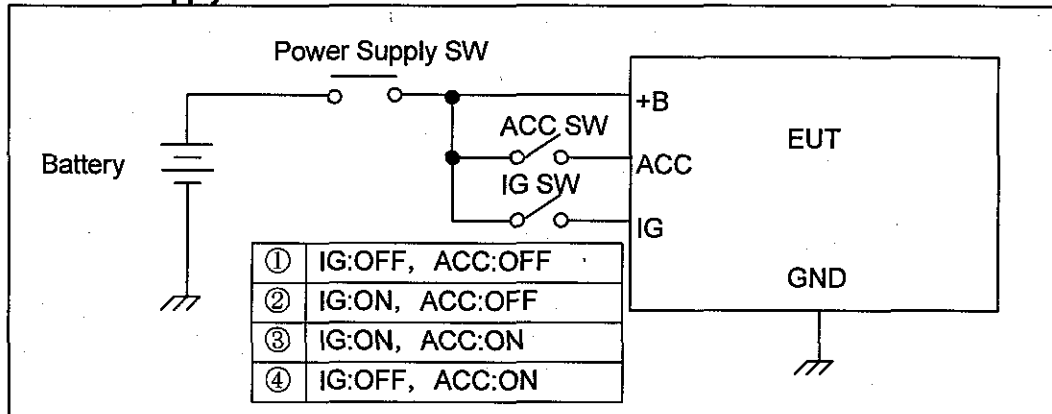 Power Supply SW
+B
ACC SW
EUT
Battery
ACC
IG SW
IG
① IG:OFF, ACC:OFF
② IG:ON, ACC:OFF
③ IG:ON, ACC:ON
④ IG:OFF, ACC:ON
GND